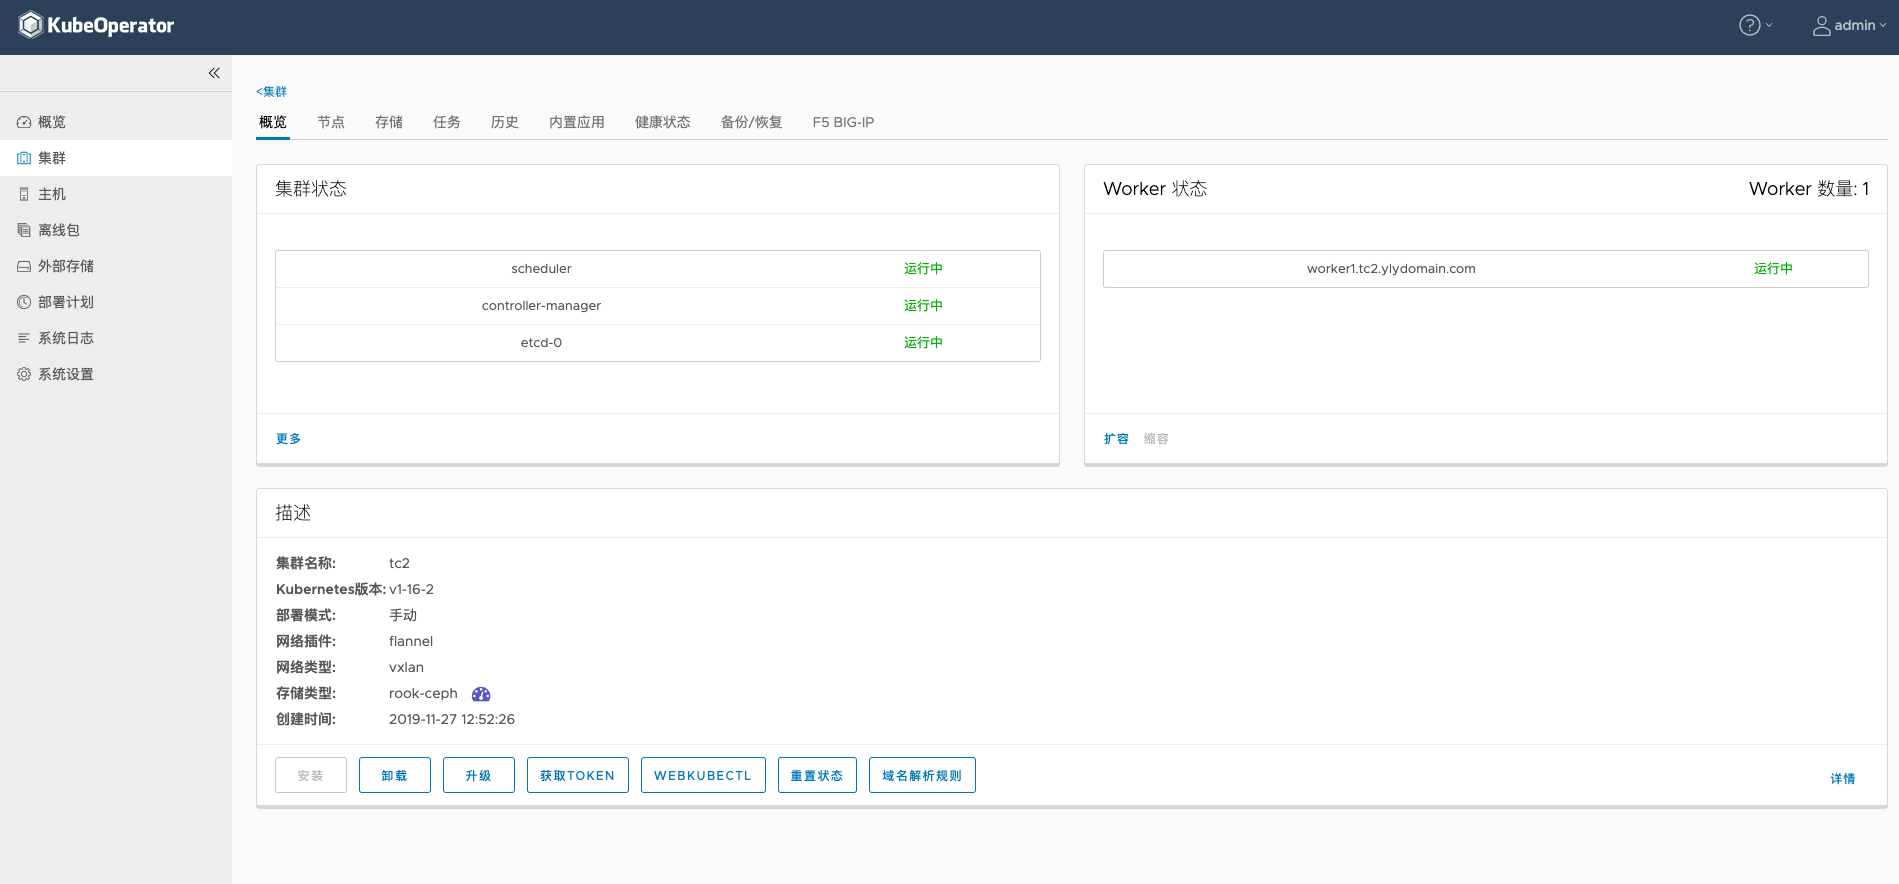 KubeOperator
admin
概览
集群
主机
离线包
外部存储
部署计划
系统日志
系统设置
<集群
概览 节点 存储 任务 历史 内置应用 健康状态 备份/恢复 F5 BIG-IP
集群状态
scheduler 运行中
controller-manager 运行中
etcd-0 运行中
更多
Worker 状态 Worker 数量: 1
worker1.tc2.ylydomain.com 运行中
扩容 缩容
描述
集群名称: tc2
Kubernetes版本: v1-16-2
部署模式: 手动
网络插件: flannel
网络类型: vxlan
存储类型: rook-ceph
创建时间: 2019-11-27 12:52:26
安装 卸载 升级 获取TOKEN WEBKUBECTL 重置状态 域名解析规则 详情